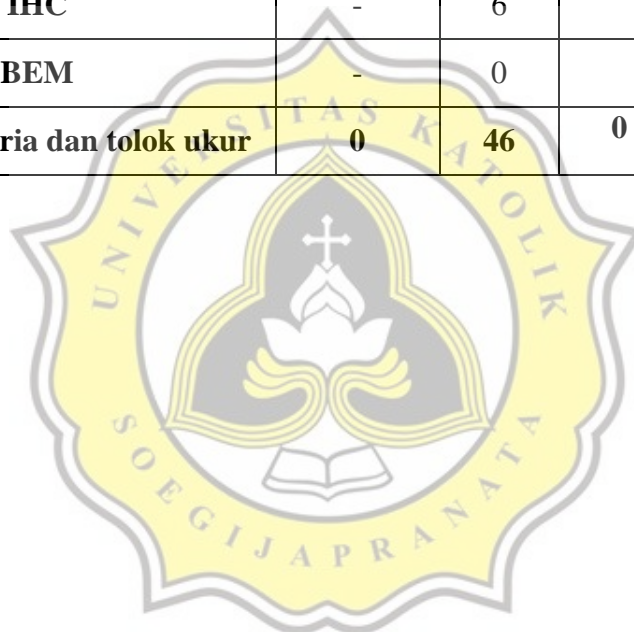 IHC - 6
BEM - 0
ria dan tolok ukur 0 46 0
UNIVERSITAS KATOLIK
SOEGIJAPRANATA